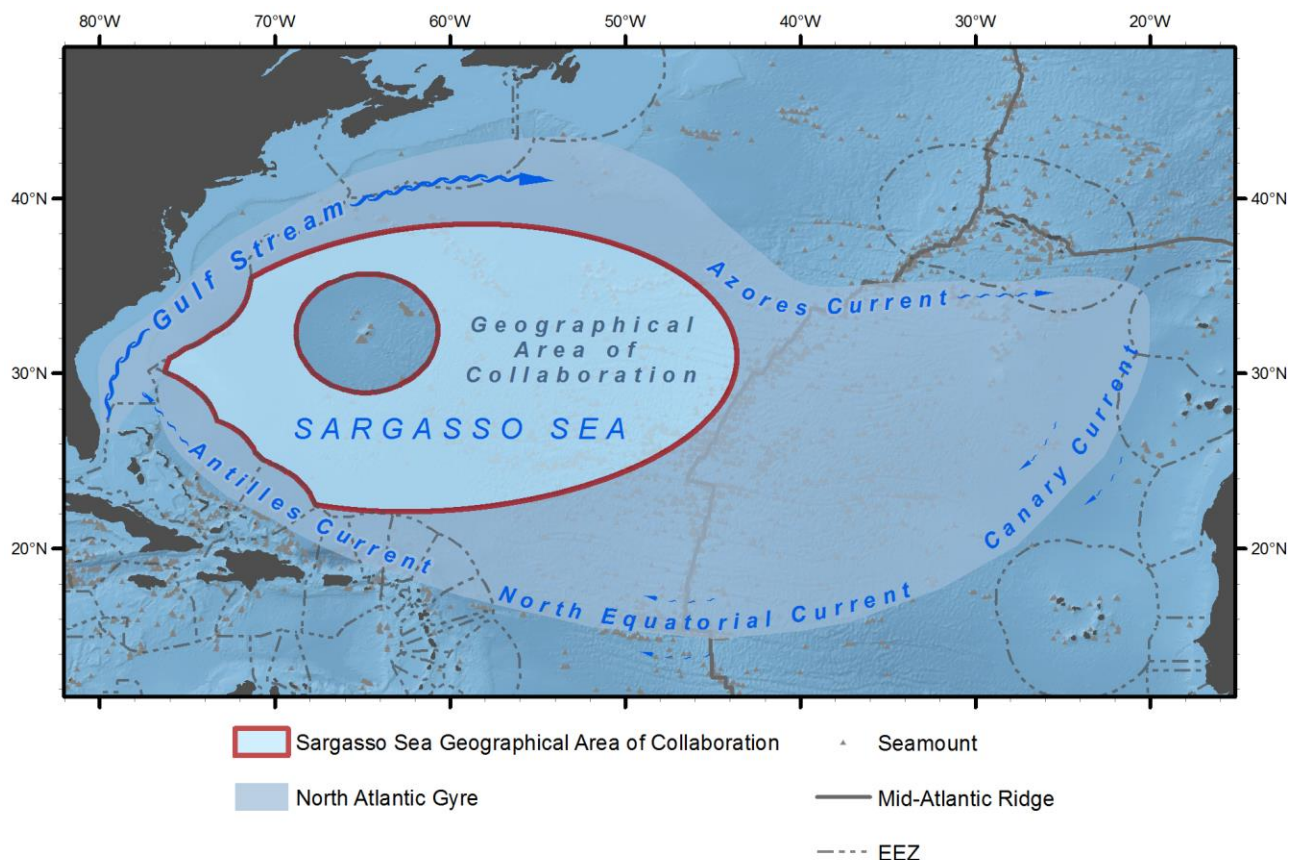 80°W 70°W 60°W 50°W 40°W 30°W 20°W
40°N 40°N
Gulf Stream
Azores Current
Geographical
Area of
Collaboration
30°N 30°N
SARGASSO SEA
Antilles Current
Canary Current
20°N 20°N
North Equatorial Current
80°W 70°W 60°W 50°W 40°W 30°W 20°W
Sargasso Sea Geographical Area of Collaboration
Seamount
North Atlantic Gyre
Mid-Atlantic Ridge
EEZ